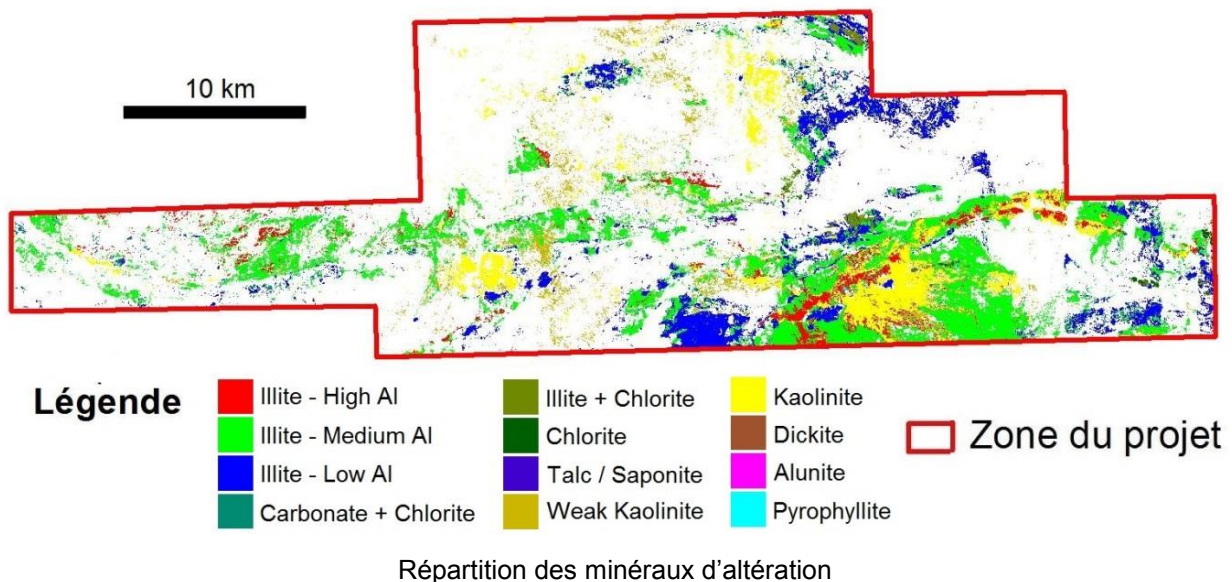 10 km
Légende
Illite - High Al
Illite - Medium Al
Illite - Low Al
Carbonate + Chlorite
Illite + Chlorite
Chlorite
Talc / Saponite
Weak Kaolinite
Kaolinite
Dickite
Alunite
Pyrophyllite
Zone du projet
Répartition des minéraux d'altération